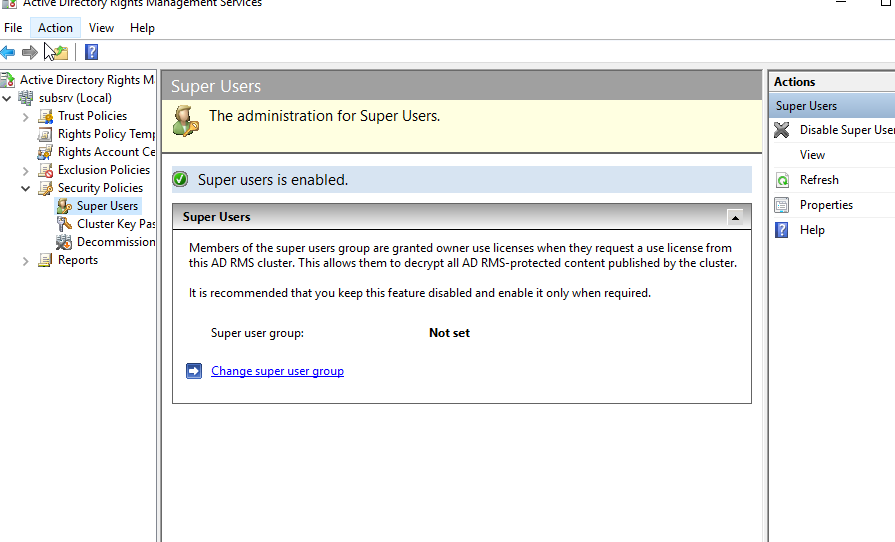 Active Directory Rights Management Services
File Action View Help
Active Directory Rights M
subsrv (Local)
Trust Policies
Rights Policy Temp
Rights Account Ce
Exclusion Policies
Security Policies
Super Users
Cluster Key Pas
Decommission
Reports
Super Users
The administration for Super Users.
Super users is enabled.
Super Users
Members of the super users group are granted owner use licenses when they request a use license from
this AD RMS cluster. This allows them to decrypt all AD RMS-protected content published by the cluster.
It is recommended that you keep this feature disabled and enable it only when required.
Super user group: Not set
Change super user group
Actions
Super Users
Disable Super User
View
Refresh
Properties
Help